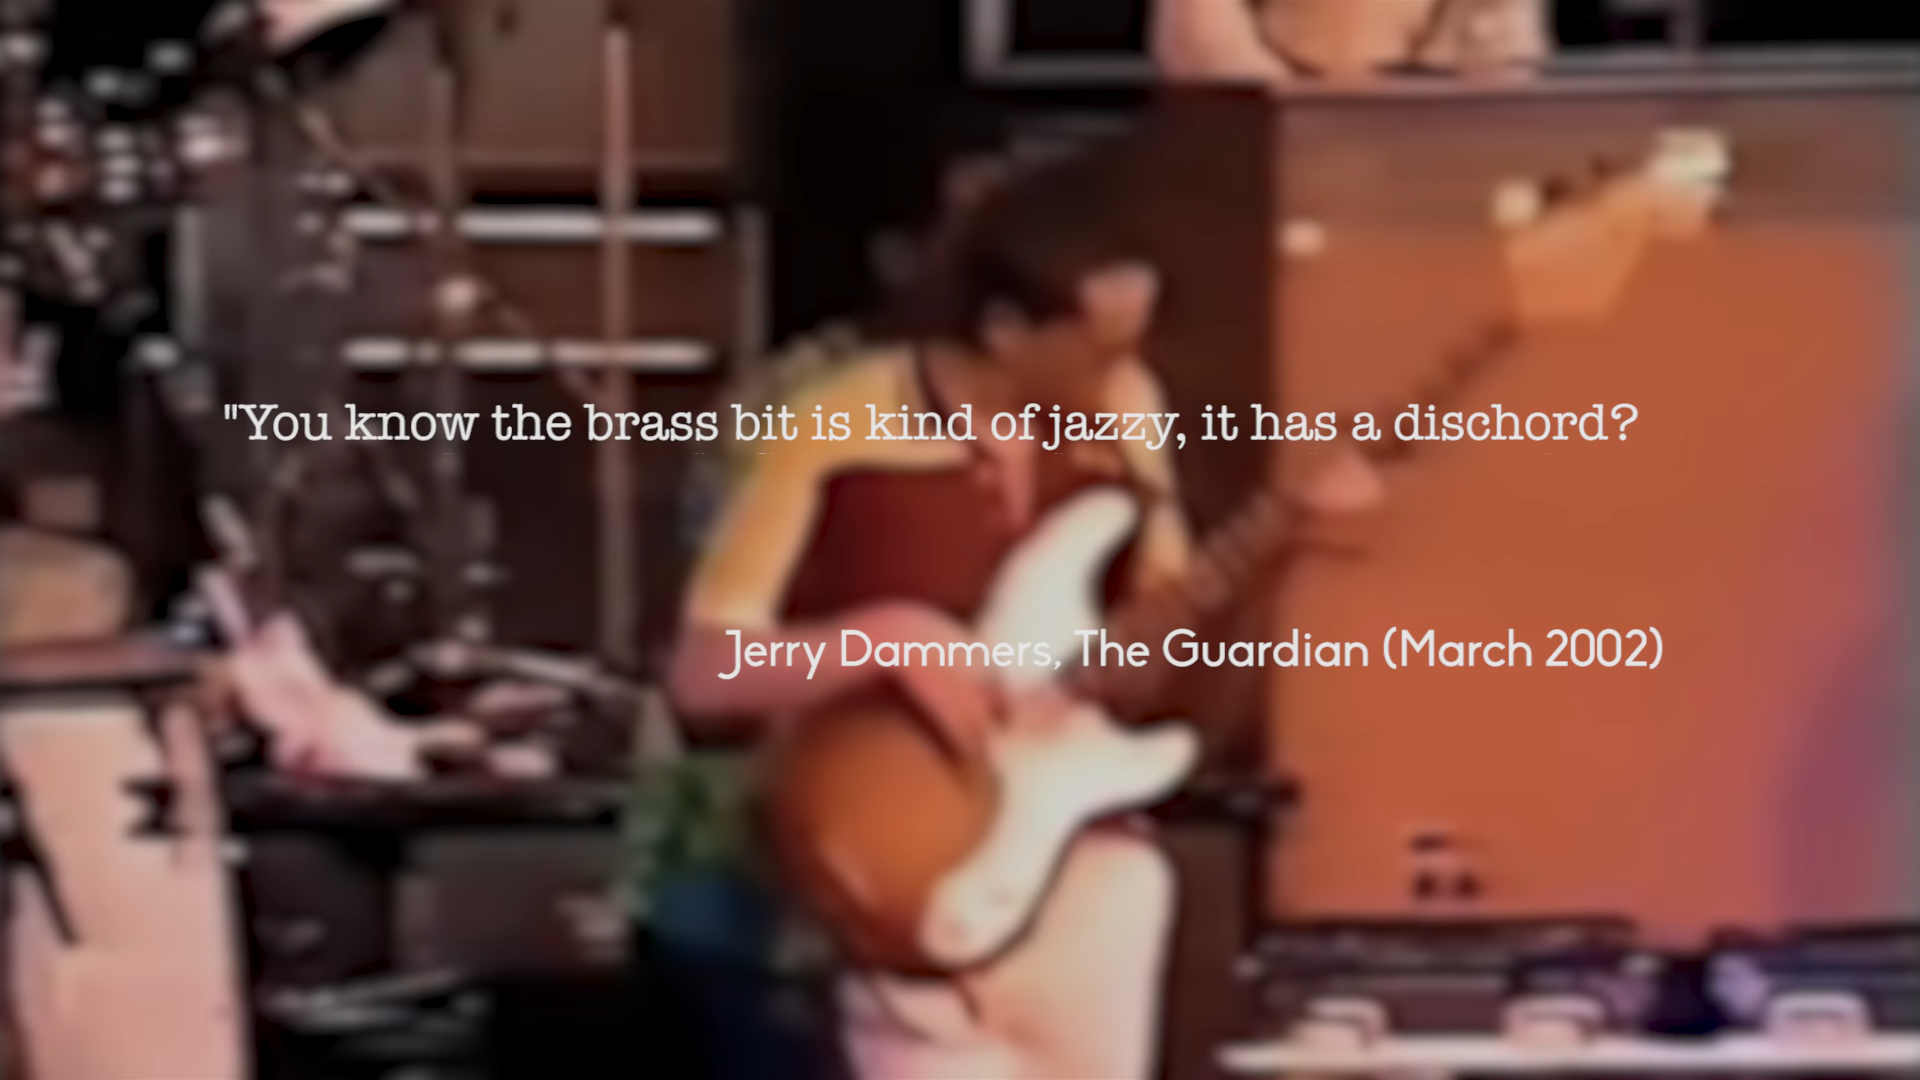 "You know the brass bit is kind of jazzy, it has a dischord?
Jerry Dammers, The Guardian (March 2002)